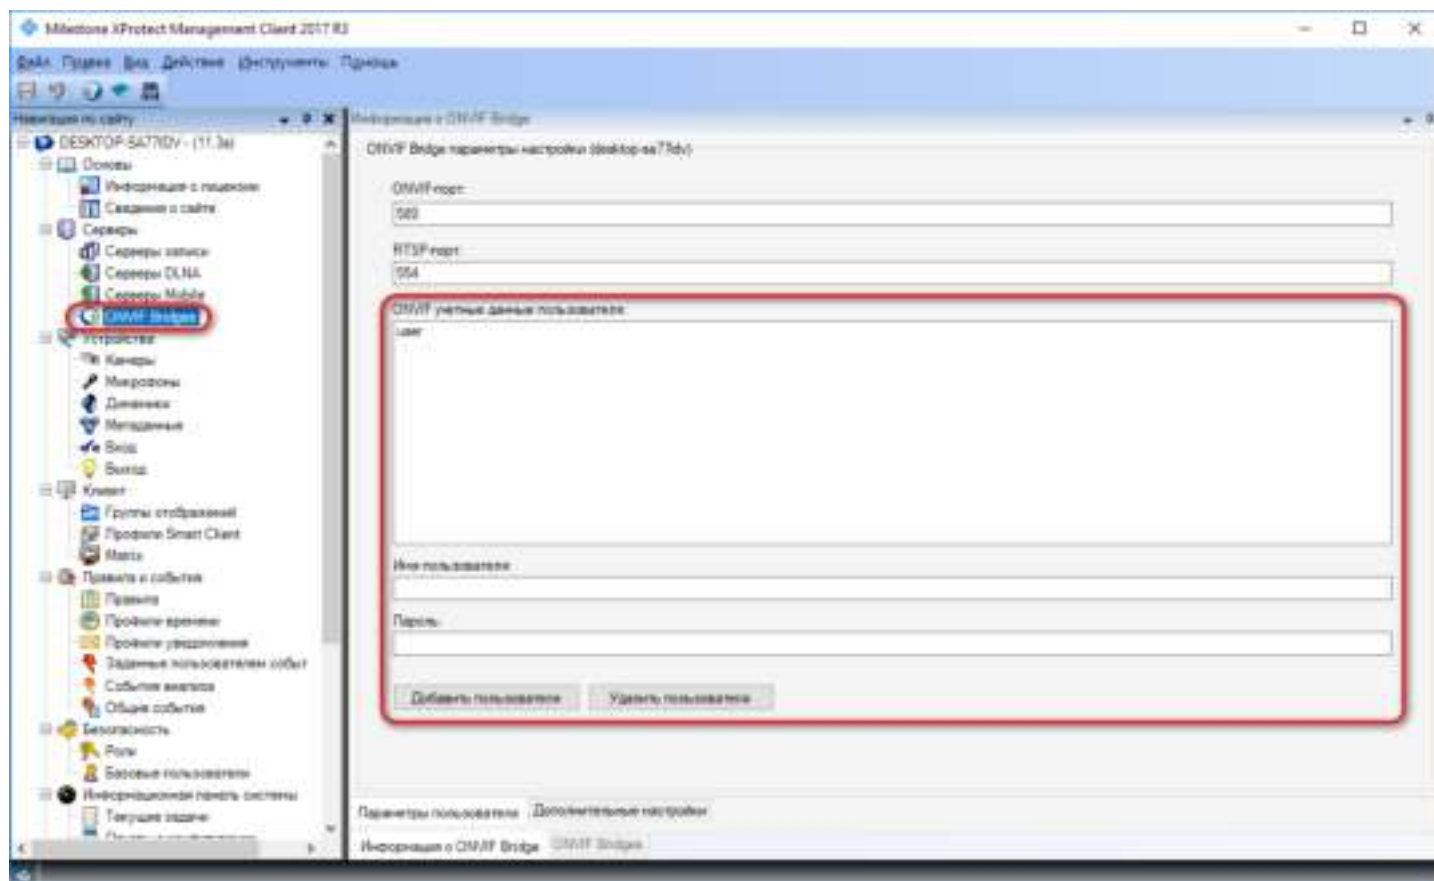 Milestone XProtect Management Client 2017 R3
Файл Правка Вид Действия Инструменты Помощь
Навигация по сайту
DESKTOP-SA77IDV - (11.3a)
Основы
Информация о лицензии
Сведения о сайте
Серверы
Серверы записи
Серверы DLNA
Серверы Mobile
ONVIF Bridges
Устройства
Камеры
Микрофоны
Динамики
Метаданные
Вход
Выход
Клиент
Группы отображений
Профили Smart Client
Matrix
Правила и события
Правила
Профили времени
Профили уведомления
Заданные пользователем событ
События анализа
Общие события
Безопасность
Роли
Базовые пользователи
Информационная панель системы
Текущие задачи
Информация о ONVIF Bridge
ONVIF Bridge параметры настройки (desktop-sa77idv)
ONVIF-порт:
580
RTSP-порт:
554
ONVIF учетные данные пользователя:
user
Имя пользователя:
Пароль:
Добавить пользователя Удалить пользователя
Параметры пользователя Дополнительные настройки
Информация о ONVIF Bridge ONVIF Bridges